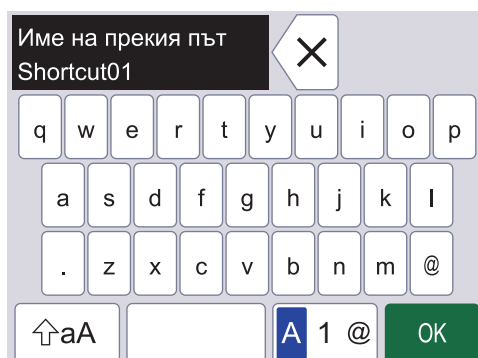 Име на прекия път
Shortcut01
q w e r t y u i o p
a s d f g h j k l
. z x c v b n m @
aA A 1 @ OK